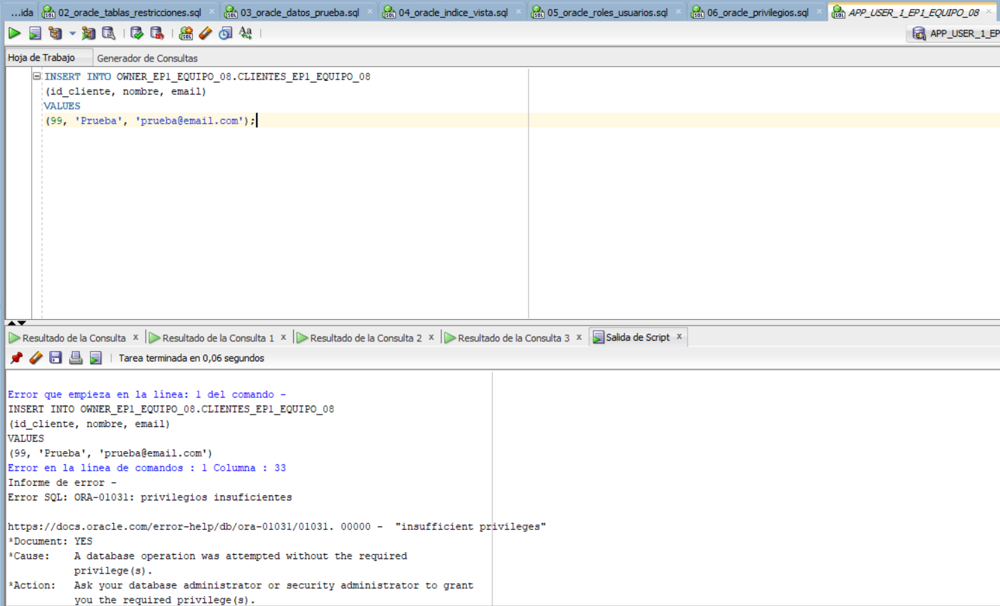 ...ida
02_oracle_tablas_restricciones.sql
03_oracle_datos_prueba.sql
04_oracle_indice_vista.sql
05_oracle_roles_usuarios.sql
06_oracle_privilegios.sql
APP_USER_1_EP1_EQUIPO_08
APP_USER_1_EP
Hoja de Trabajo
Generador de Consultas
INSERT INTO OWNER_EP1_EQUIPO_08.CLIENTES_EP1_EQUIPO_08
(id_cliente, nombre, email)
VALUES
(99, 'Prueba', 'prueba@email.com');
Resultado de la Consulta x
Resultado de la Consulta 1 x
Resultado de la Consulta 2 x
Resultado de la Consulta 3 x
Salida de Script x
Tarea terminada en 0,06 segundos
Error que empieza en la línea: 1 del comando -
INSERT INTO OWNER_EP1_EQUIPO_08.CLIENTES_EP1_EQUIPO_08
(id_cliente, nombre, email)
VALUES
(99, 'Prueba', 'prueba@email.com')
Error en la línea de comandos : 1 Columna : 33
Informe de error -
Error SQL: ORA-01031: privilegios insuficientes
https://docs.oracle.com/error-help/db/ora-01031/01031. 00000 -  "insufficient privileges"
*Document: YES
*Cause:    A database operation was attempted without the required
privilege(s).
*Action:   Ask your database administrator or security administrator to grant
you the required privilege(s).